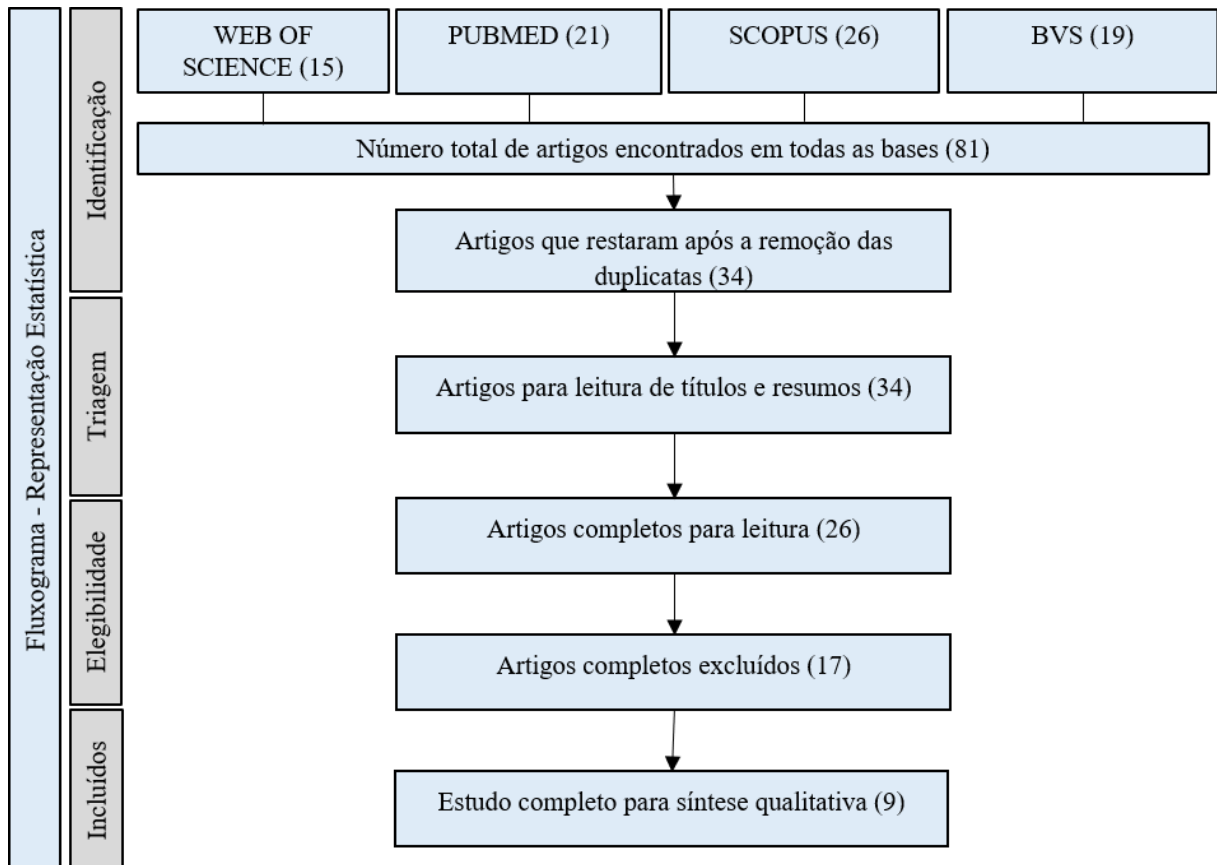 Fluxograma - Representação Estatística
Identificação
WEB OF
SCIENCE (15)
PUBMED (21)
SCOPUS (26)
BVS (19)
Número total de artigos encontrados em todas as bases (81)
Artigos que restaram após a remoção das
duplicatas (34)
Triagem
Artigos para leitura de títulos e resumos (34)
Elegibilidade
Artigos completos para leitura (26)
Artigos completos excluídos (17)
Incluídos
Estudo completo para síntese qualitativa (9)